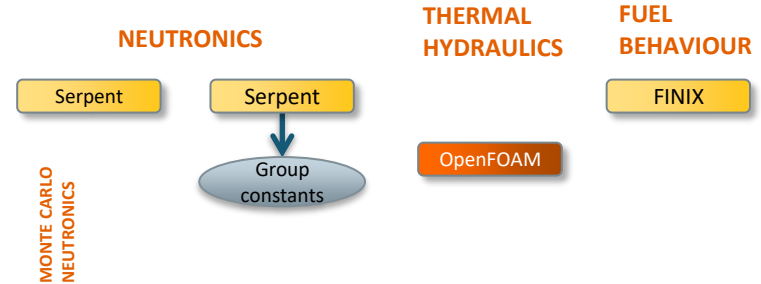 NEUTRONICS
THERMAL
HYDRAULICS
FUEL
BEHAVIOUR
Serpent
Serpent
FINIX
OpenFOAM
Group
constants
MONTE CARLO
NEUTRONICS